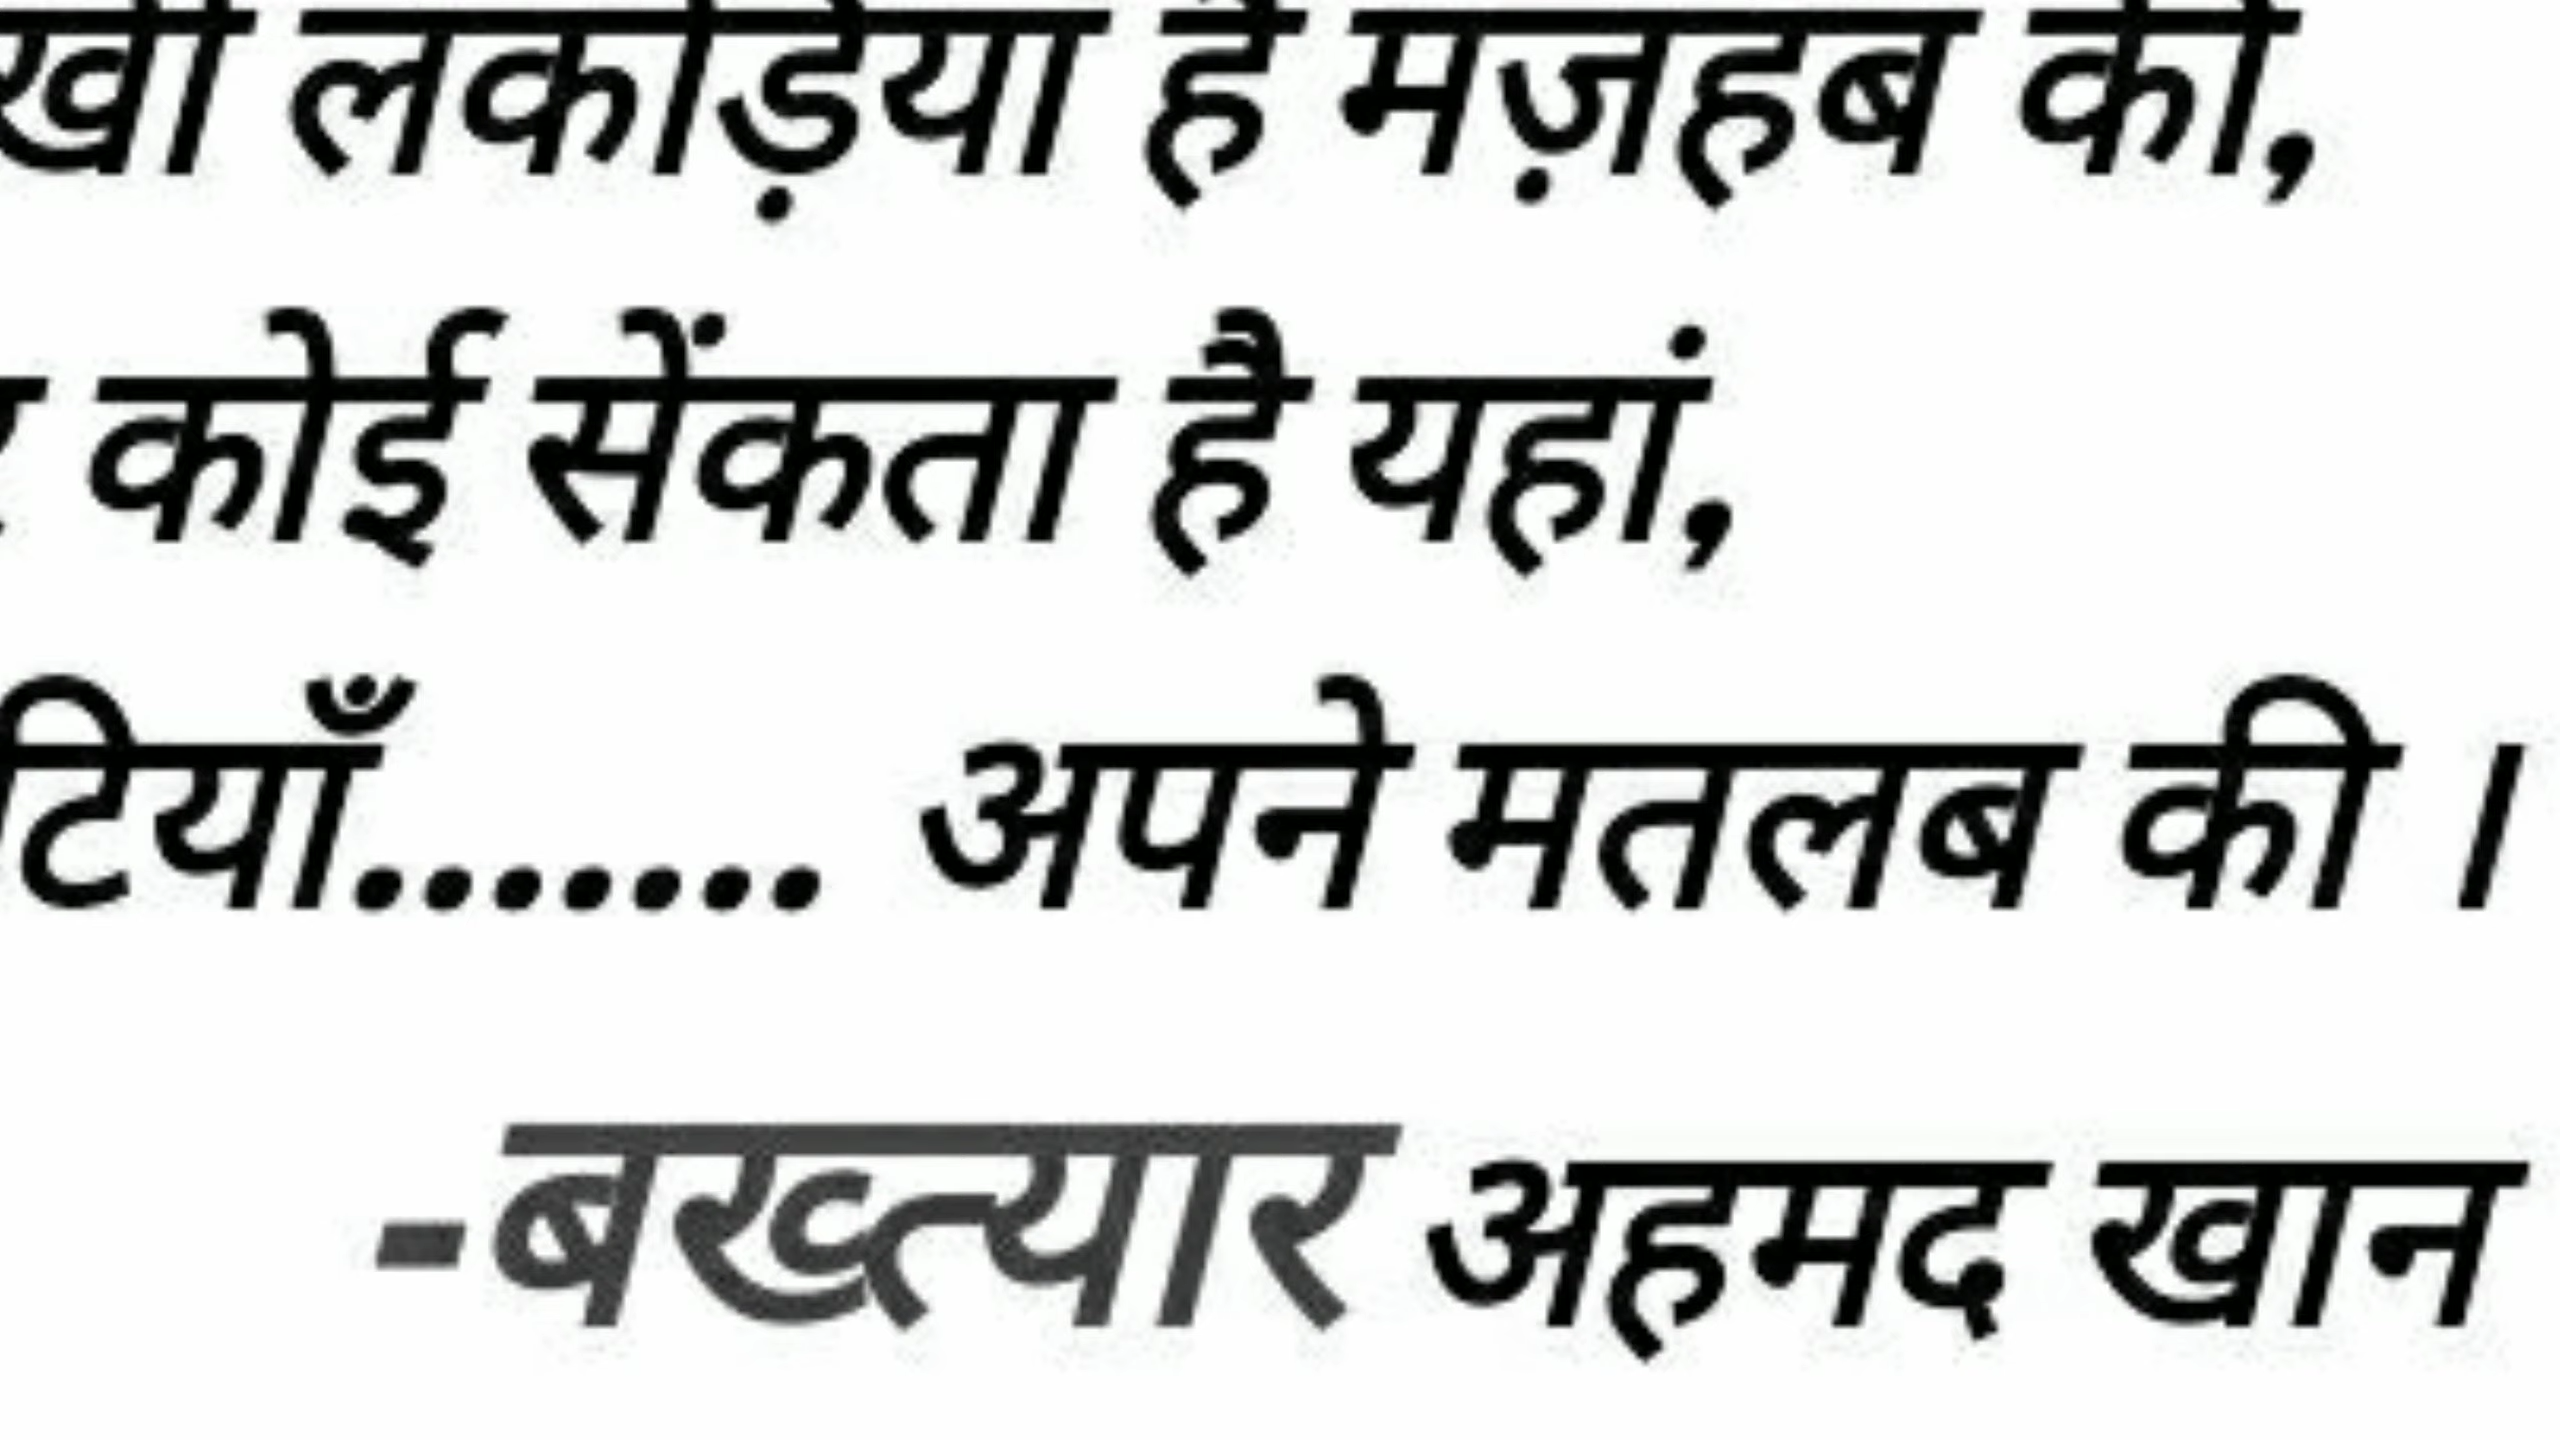 लकड़िया है मज़हब की,
कोई सेंकता है यहां,
....... अपने मतलब की ।
-बख्त्यार अहमद खान